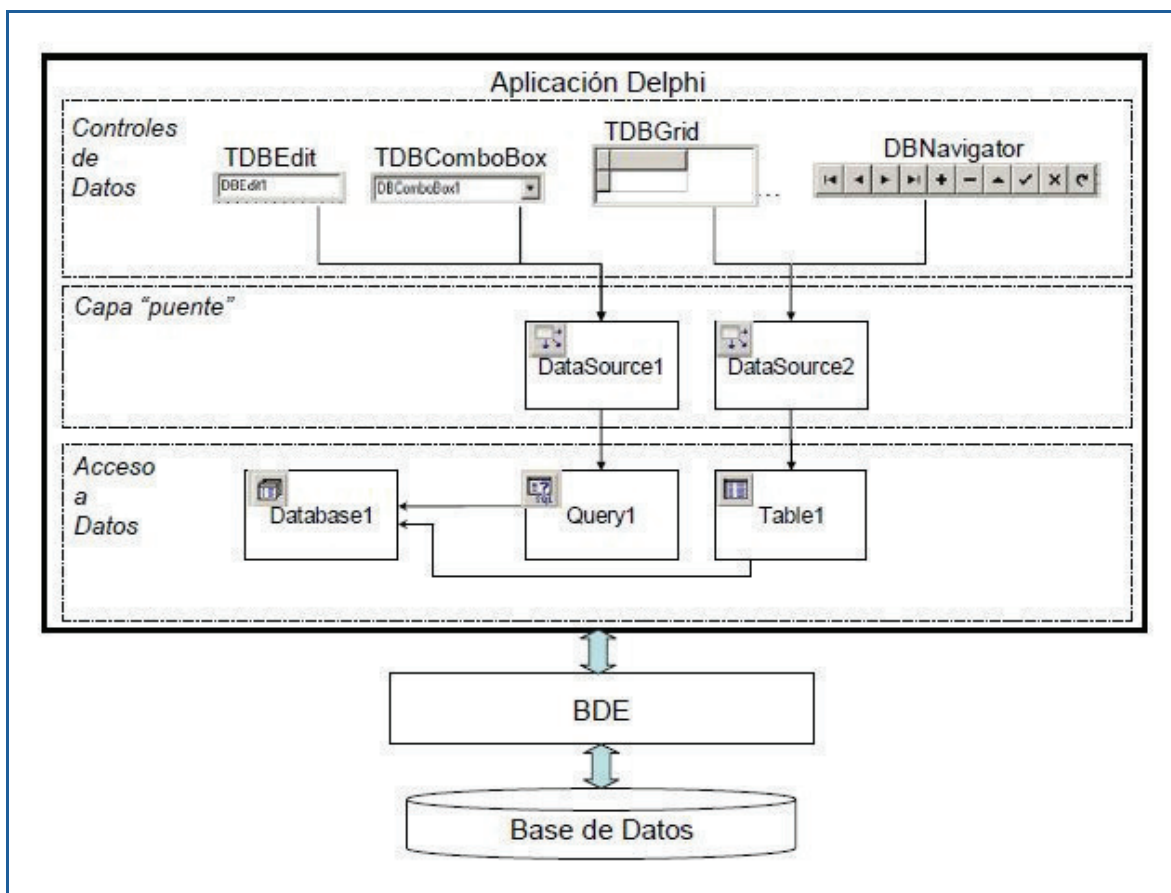 Aplicación Delphi
Controles
de
Datos
TDBEdit
DBEdit1
TDBComboBox
DBComboBox1
TDBGrid
...
DBNavigator
Capa “puente”
DataSource1
DataSource2
Acceso
a
Datos
Database1
SQL
Query1
Table1
BDE
Base de Datos